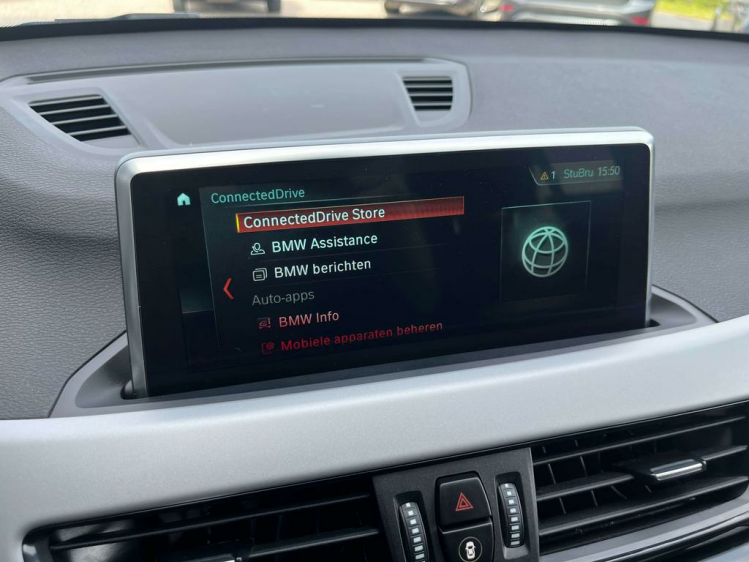 1 StuBru 15:50
ConnectedDrive
ConnectedDrive Store
BMW Assistance
BMW berichten
Auto-apps
BMW Info
Mobiele apparaten beheren